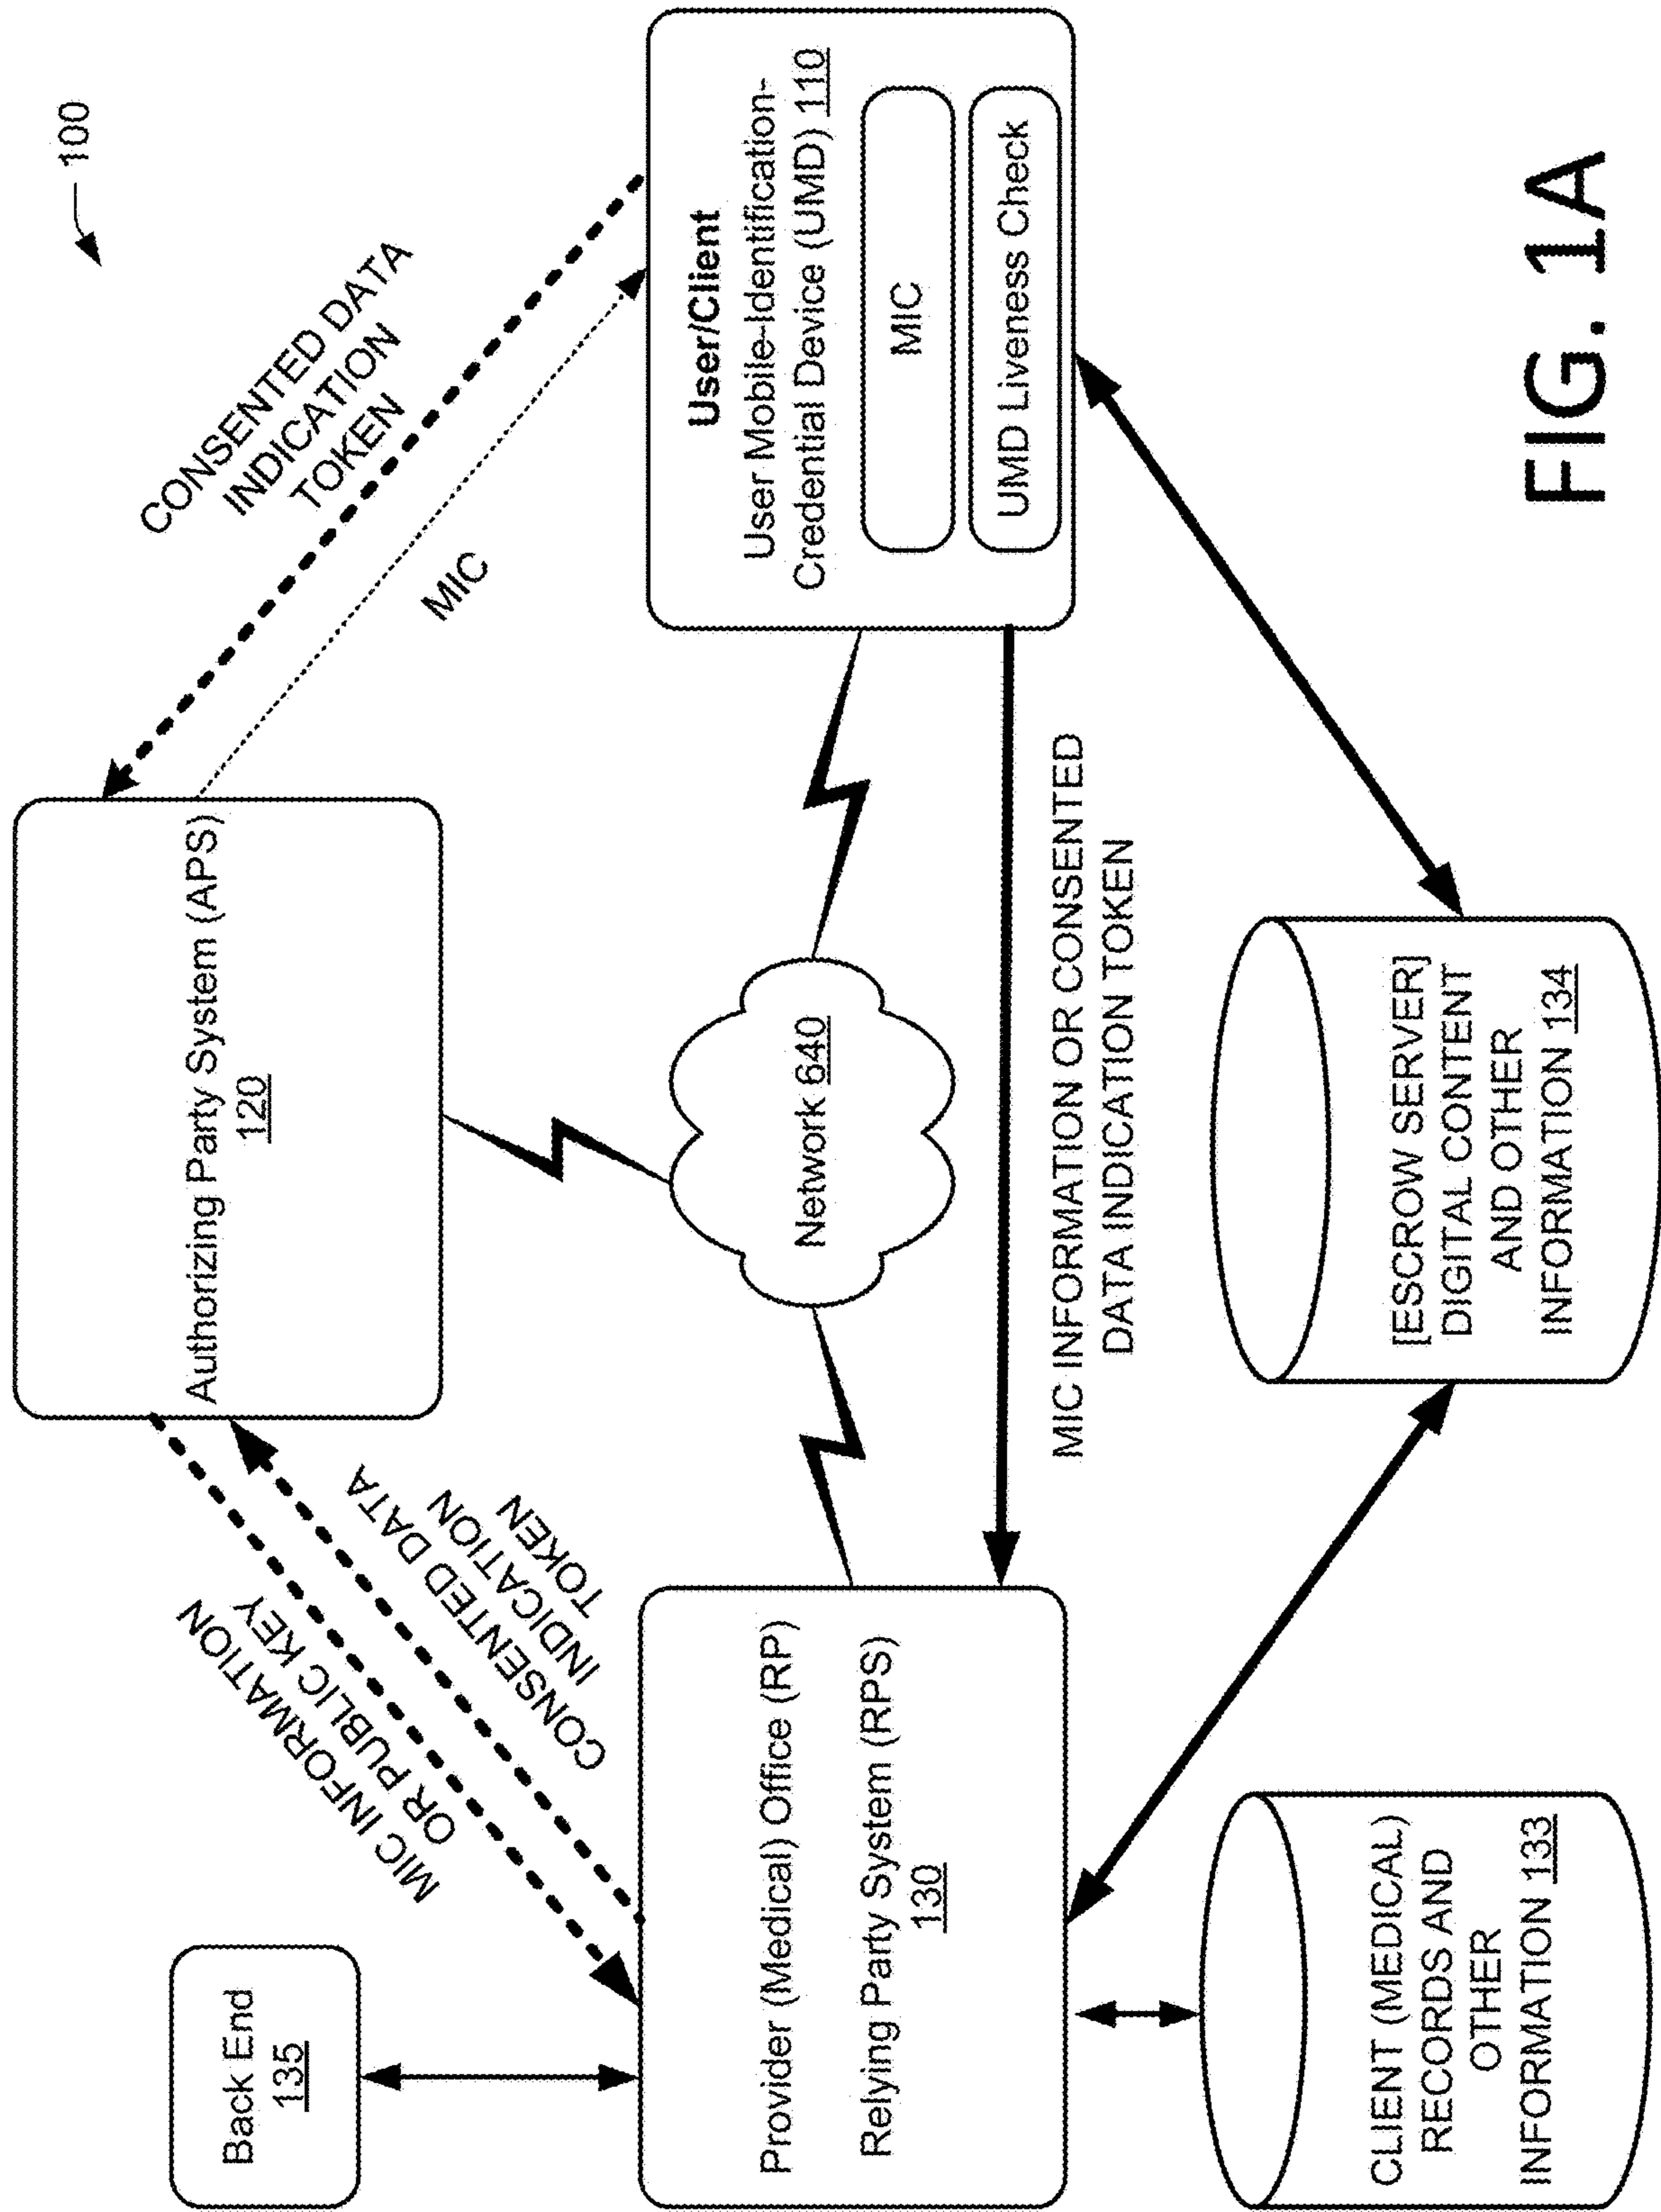 100
Back End
135
Authorizing Party System (APS)
120
CONSENTED DATA
INDICATION
TOKEN
MIC
MIC INFORMATION
OR PUBLIC KEY
CONSENTED DATA
INDICATION
TOKEN
Provider (Medical) Office (RP)
Relying Party System (RPS)
130
Network 640
User/Client
User Mobile-Identification-
Credential Device (UMD) 110
MIC
UMD Liveness Check
MIC INFORMATION OR CONSENTED
DATA INDICATION TOKEN
CLIENT (MEDICAL)
RECORDS AND
OTHER
INFORMATION 133
[ESCROW SERVER]
DIGITAL CONTENT
AND OTHER
INFORMATION 134
FIG. 1A